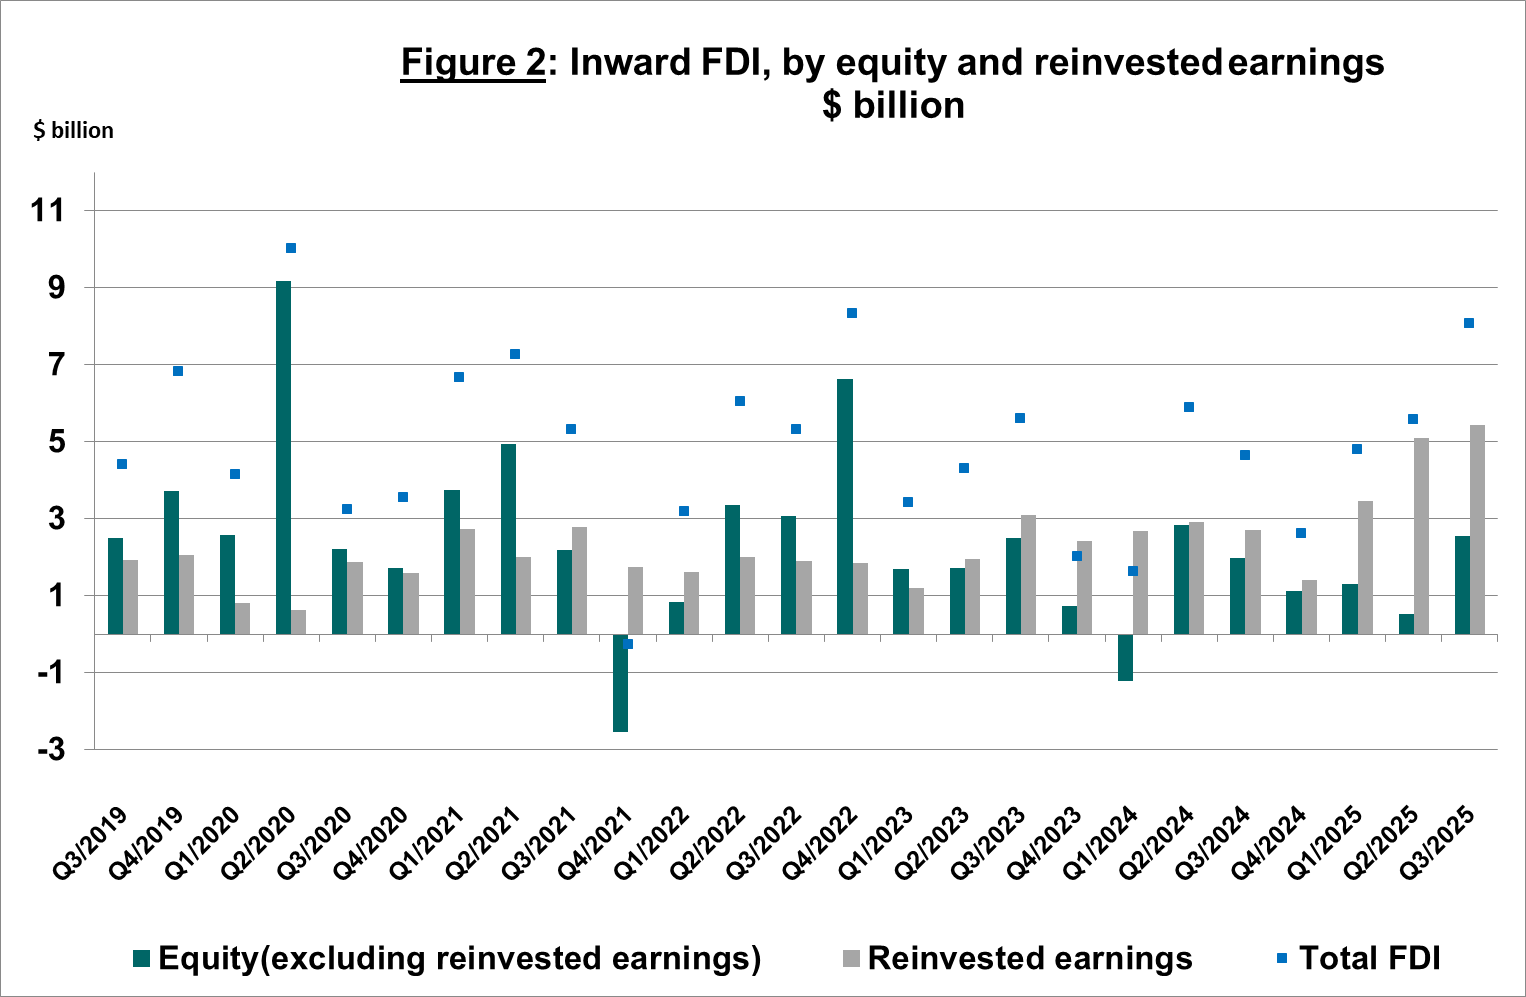 Figure 2: Inward FDI, by equity and reinvested earnings
$ billion
$ billion
11
9
7
5
3
1
-1
-3
Q3/2019
Q4/2019
Q1/2020
Q2/2020
Q3/2020
Q4/2020
Q1/2021
Q2/2021
Q3/2021
Q4/2021
Q1/2022
Q2/2022
Q3/2022
Q4/2022
Q1/2023
Q2/2023
Q3/2023
Q4/2023
Q1/2024
Q2/2024
Q3/2024
Q4/2024
Q1/2025
Q2/2025
Q3/2025
Equity(excluding reinvested earnings)
Reinvested earnings
Total FDI